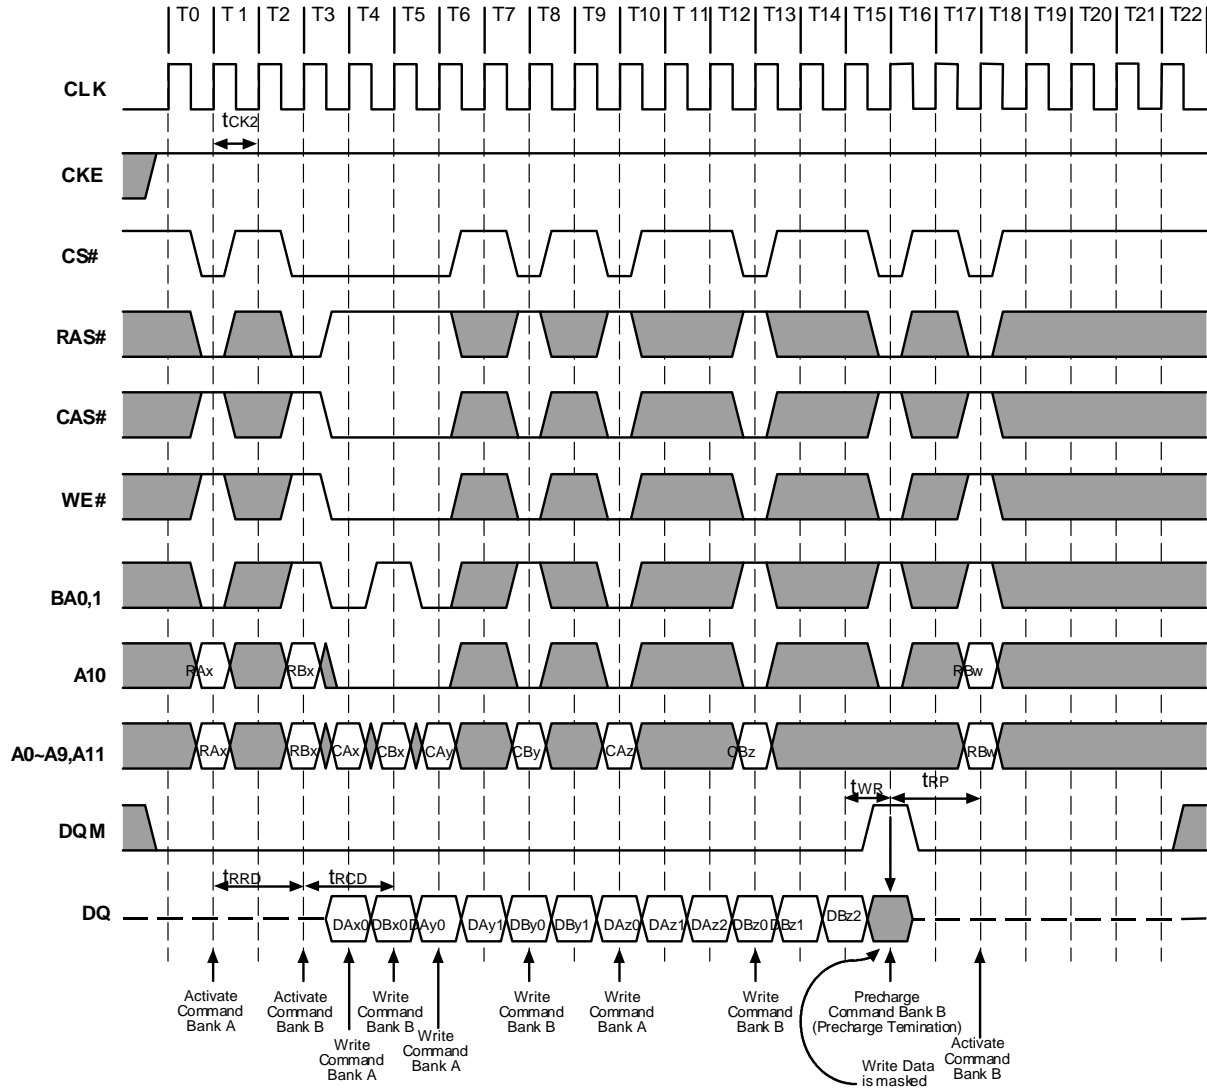 T0 T 1 T2 T3 T4 T5 T6 T7 T8 T9 T10 T 11 T12 T13 T14 T15 T16 T17 T18 T19 T20 T21 T22
CLK
tCK2
CKE
CS#
RAS#
CAS#
WE#
BA0,1
A10
RAx RBx RBw
A0~A9,A11
RAx RBx CAx CBx CAy CBy CAz CBz RBw
tWR tRP
DQM
tRRD tRCD
DQ
DAx0 DBx0 DAy0 DAy1 DBy0 DBy1 DAz0 DAz1 DAz2 DBz0 DBz1 DBz2
Activate
Command
Bank A
Activate
Command
Bank B
Write
Command
Bank A
Write
Command
Bank B
Write
Command
Bank A
Write
Command
Bank B
Write
Command
Bank A
Write
Command
Bank B
Write Data
is masked
Precharge
Command Bank B
(Precharge Temination)
Activate
Command
Bank B